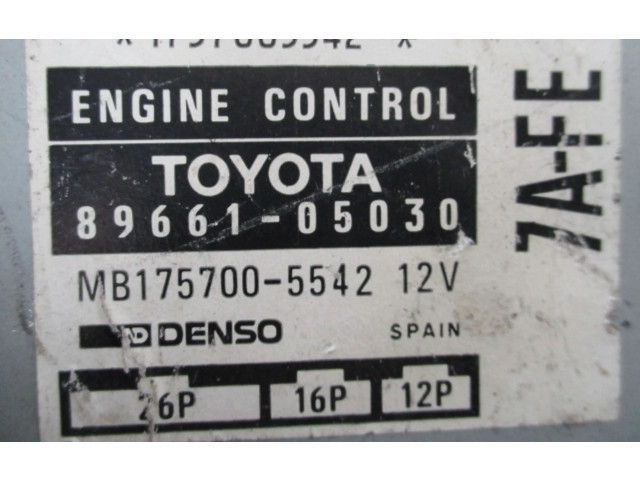 ENGINE CONTROL
TOYOTA
89661-05030
MB175700-5542 12V
DENSO SPAIN
26P 16P 12P
7A-FE